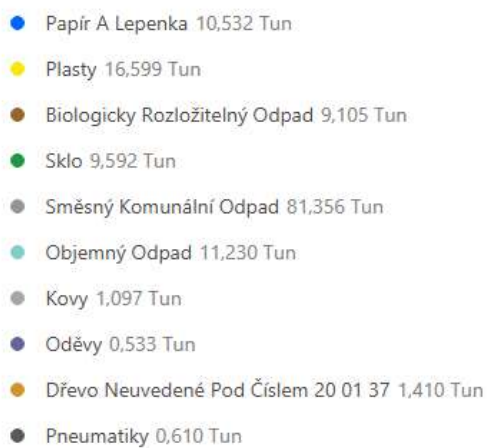 Papír A Lepenka 10,532 Tun
Plasty 16,599 Tun
Biologicky Rozložitelný Odpad 9,105 Tun
Sklo 9,592 Tun
Směsný Komunální Odpad 81,356 Tun
Objemný Odpad 11,230 Tun
Kovy 1,097 Tun
Oděvy 0,533 Tun
Dřevo Neuvedené Pod Číslem 20 01 37 1,410 Tun
Pneumatiky 0,610 Tun